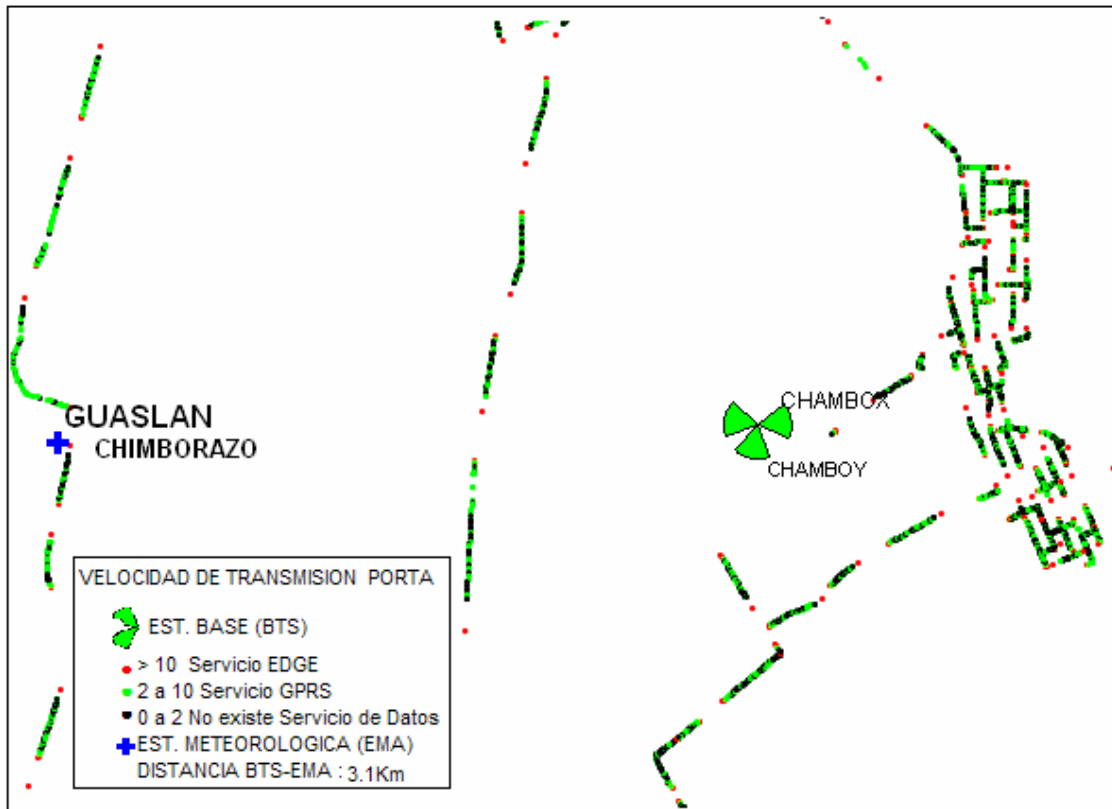 CHAMBOX
GUASLAN
CHIMBORAZO
CHAMBOY
VELOCIDAD DE TRANSMISION PORTA
EST. BASE (BTS)
> 10 Servicio EDGE
2 a 10 Servicio GPRS
0 a 2 No existe Servicio de Datos
EST. METEOROLOGICA (EMA)
DISTANCIA BTS-EMA : 3.1Km